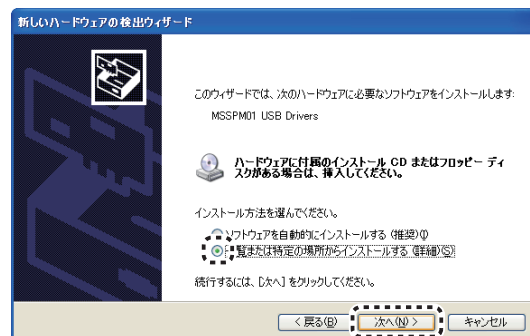 新しいハードウェアの検出ウィザード
このウィザードでは、次のハードウェアに必要なソフトウェアをインストールします:
MSSPM01 USB Drivers
ハードウェアに付属のインストール CD またはフロッピー ディ
スクがある場合は、挿入してください。
インストール方法を選んでください。
ソフトウェアを自動的にインストールする (推奨)(I)
一覧または特定の場所からインストールする (詳細)(S)
続行するには、[次へ] をクリックしてください。
< 戻る(B)
次へ(N) >
キャンセル